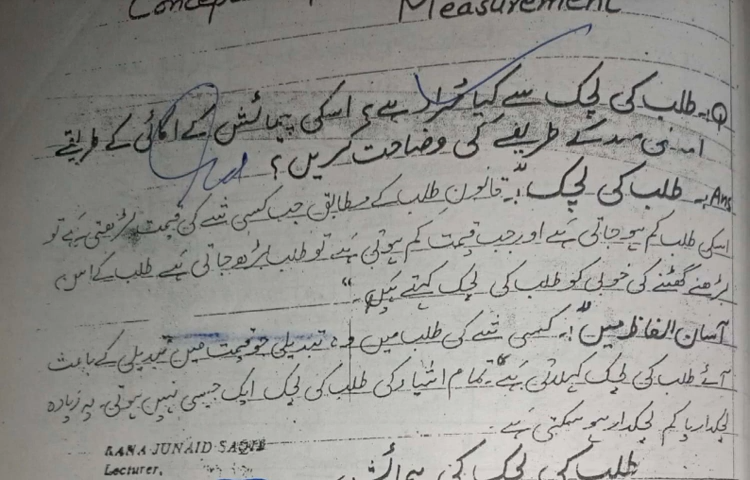 Concept Measurement
Q:۔ طلب کی لچک سے کیا مُراد ہے؟ اسکی پیمائش کے اکائی کے طریقے
کے طریقے کی وضاحت کریں؟
Ans:۔ طلب کی لچک:۔ قانونِ طلب کے مطابق جب کسی شے کی قیمت بڑھتی ہے تو
اسکی طلب کم ہو جاتی ہے اور جب قیمت کم ہوتی ہے تو طلب بڑھ جاتی ہے طلب کے اس
بڑھنے گھٹنے کی خوبی کو طلب کی لچک کہتے ہیں۔"
آسان الفاظ میں":۔ کسی شے کی طلب میں وہ تبدیلی جو قیمت میں تبدیلی کے باعث
آئے طلب کی لچک کہلاتی ہے"۔ تمام اشیاء کی طلب کی لچک ایک جیسی نہیں ہوتی۔ یہ زیادہ
لچکدار یا کم لچکدار ہو سکتی ہے۔
RANA JUNAID SAQIB
Lecturer,
طلب کی لچک کی پیمائش